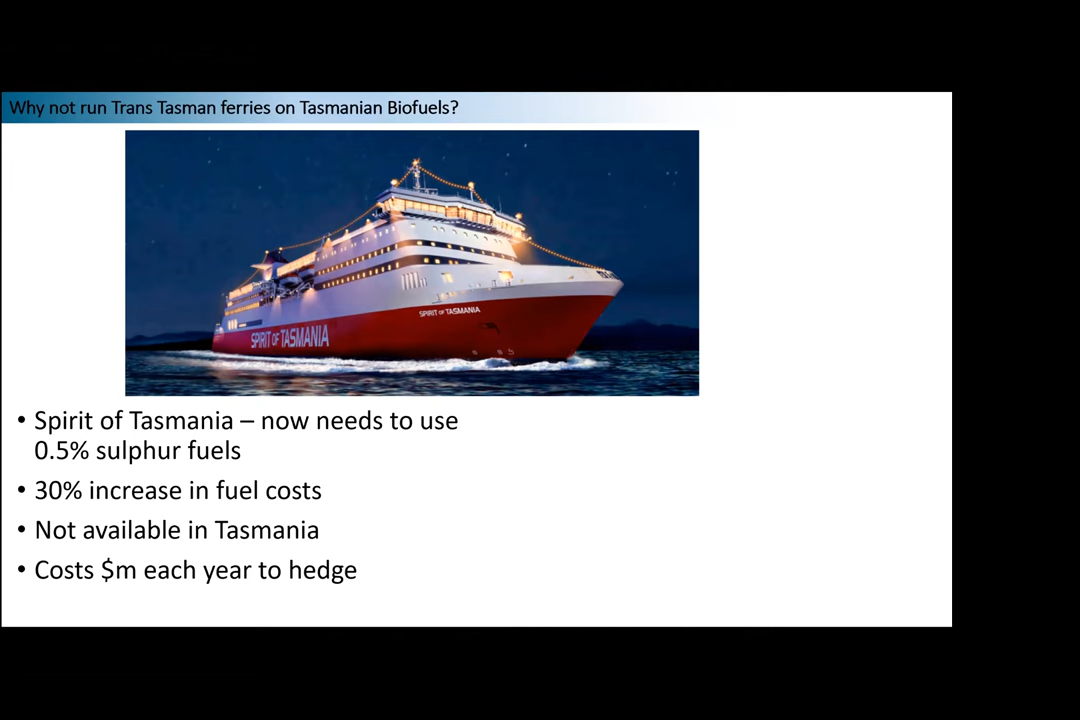 Why not run Trans Tasman ferries on Tasmanian Biofuels?
SPIRIT OF TASMANIA
SPIRIT OF TASMANIA
• Spirit of Tasmania – now needs to use
0.5% sulphur fuels
• 30% increase in fuel costs
• Not available in Tasmania
• Costs $m each year to hedge